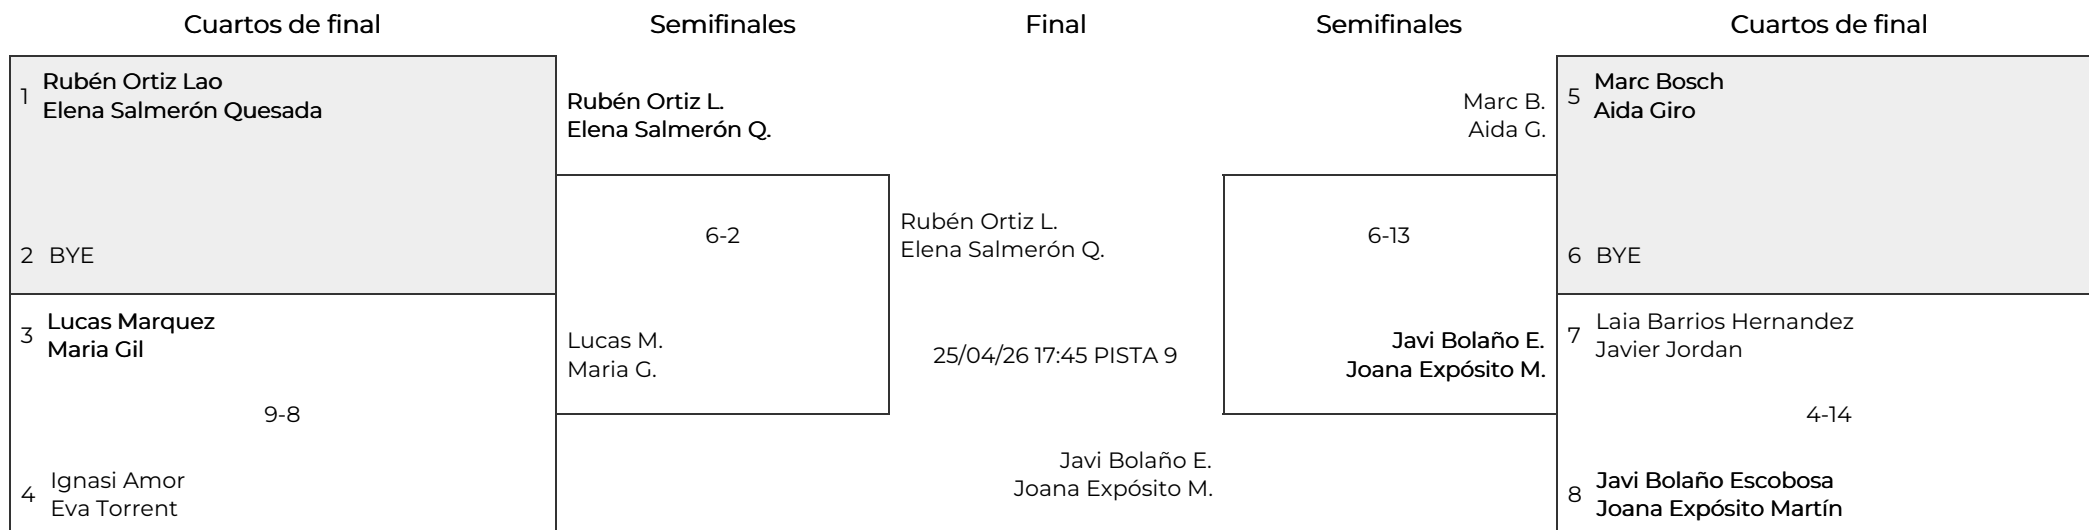 Cuartos de final
Semifinales
Final
Semifinales
Cuartos de final
1
Rubén Ortiz Lao
Elena Salmerón Quesada
2 BYE
3
Lucas Marquez
Maria Gil
9-8
4
Ignasi Amor
Eva Torrent
Rubén Ortiz L.
Elena Salmerón Q.
6-2
Lucas M.
Maria G.
Rubén Ortiz L.
Elena Salmerón Q.
25/04/26 17:45 PISTA 9
Javi Bolaño E.
Joana Expósito M.
Marc B.
Aida G.
6-13
Javi Bolaño E.
Joana Expósito M.
5
Marc Bosch
Aida Giro
6 BYE
7
Laia Barrios Hernandez
Javier Jordan
4-14
8
Javi Bolaño Escobosa
Joana Expósito Martín